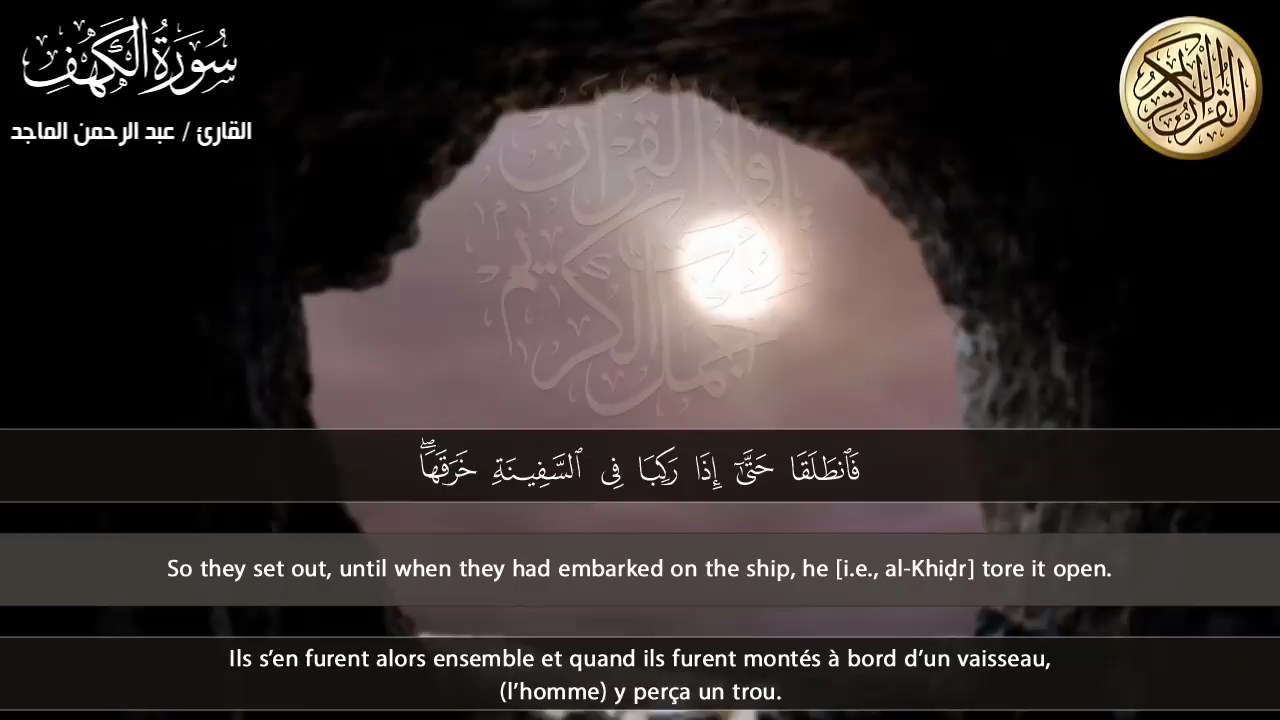 سُورَةُ الكَهْفِ
القارئ / عبد الرحمن الماجد
القرآن الكريم
فَٱنطَلَقَا حَتَّىٰٓ إِذَا رَكِبَا فِى ٱلسَّفِينَةِ خَرَقَهَاۖ
So they set out, until when they had embarked on the ship, he [i.e., al-Khiḍr] tore it open.
Ils s’en furent alors ensemble et quand ils furent montés à bord d’un vaisseau,
(l’homme) y perça un trou.